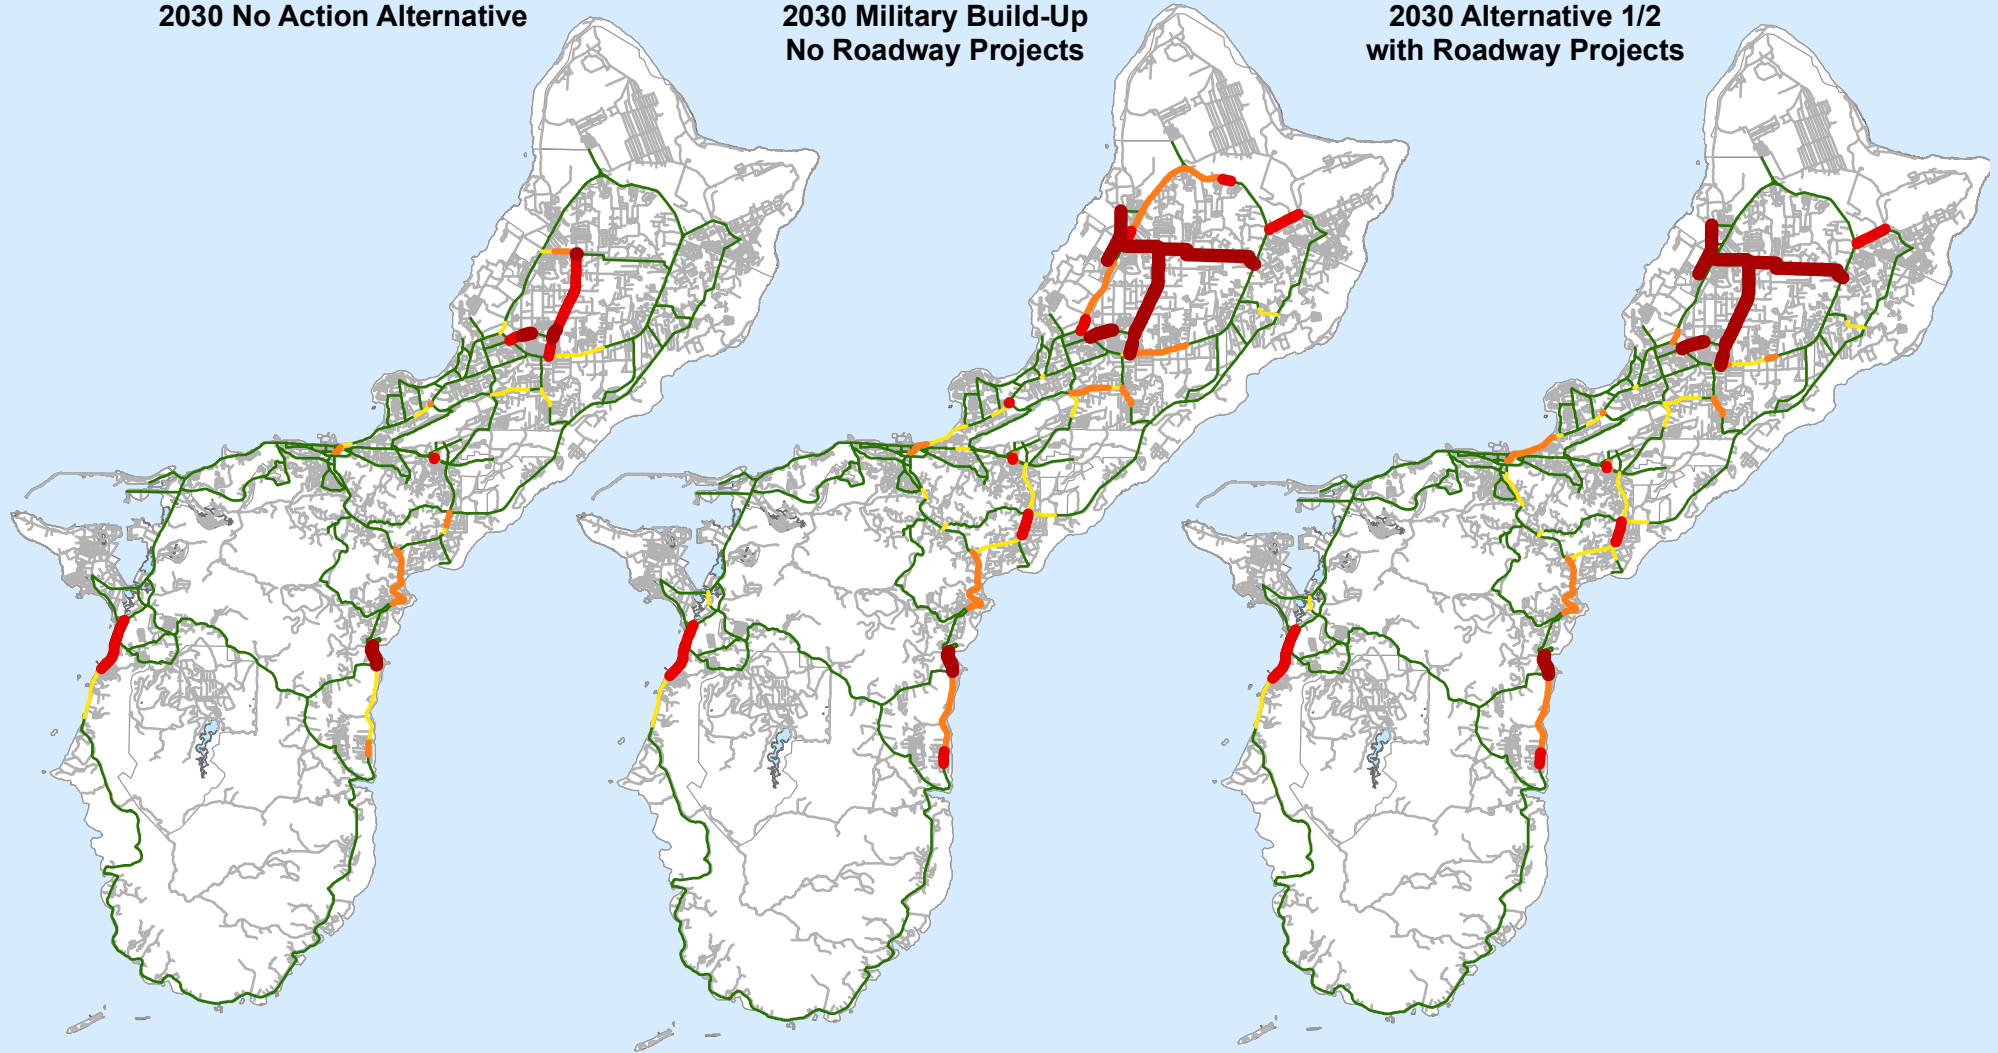 2030 No Action Alternative
2030 Military Build-Up
No Roadway Projects
2030 Alternative 1/2
with Roadway Projects